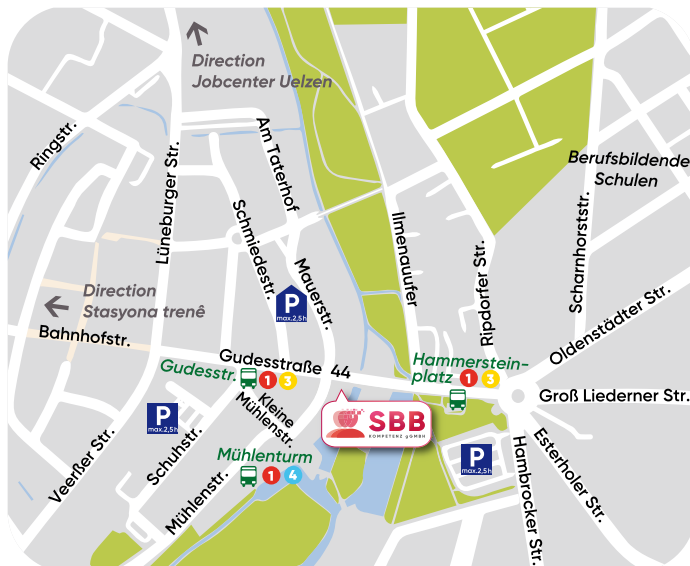 Direction
Jobcenter Uelzen
Ringstr.
Lüneburger Str.
Am Taterhof
Berufsbildende
Schulen
Schmiedestr.
Ilmenauufer
Scharnhorststr.
Ripdorfer Str.
Mauerstr.
Direction
Stasyona trenê
P
max.2,5h
Oldenstädter Str.
Bahnhofstr.
Gudesstraße 44
Hammerstein-
platz 1 3
Gudesstr. 1 3
Groß Liederner Str.
Kleine
Mühlenstr.
SBB
KOMPETENZ gGMBH
P
max.2,5h
Veerßer Str.
Schuhstr.
Mühlenturm
1 4
Mühlenstr.
P
max.2,5h
Hambrocker Str.
Esterholer Str.